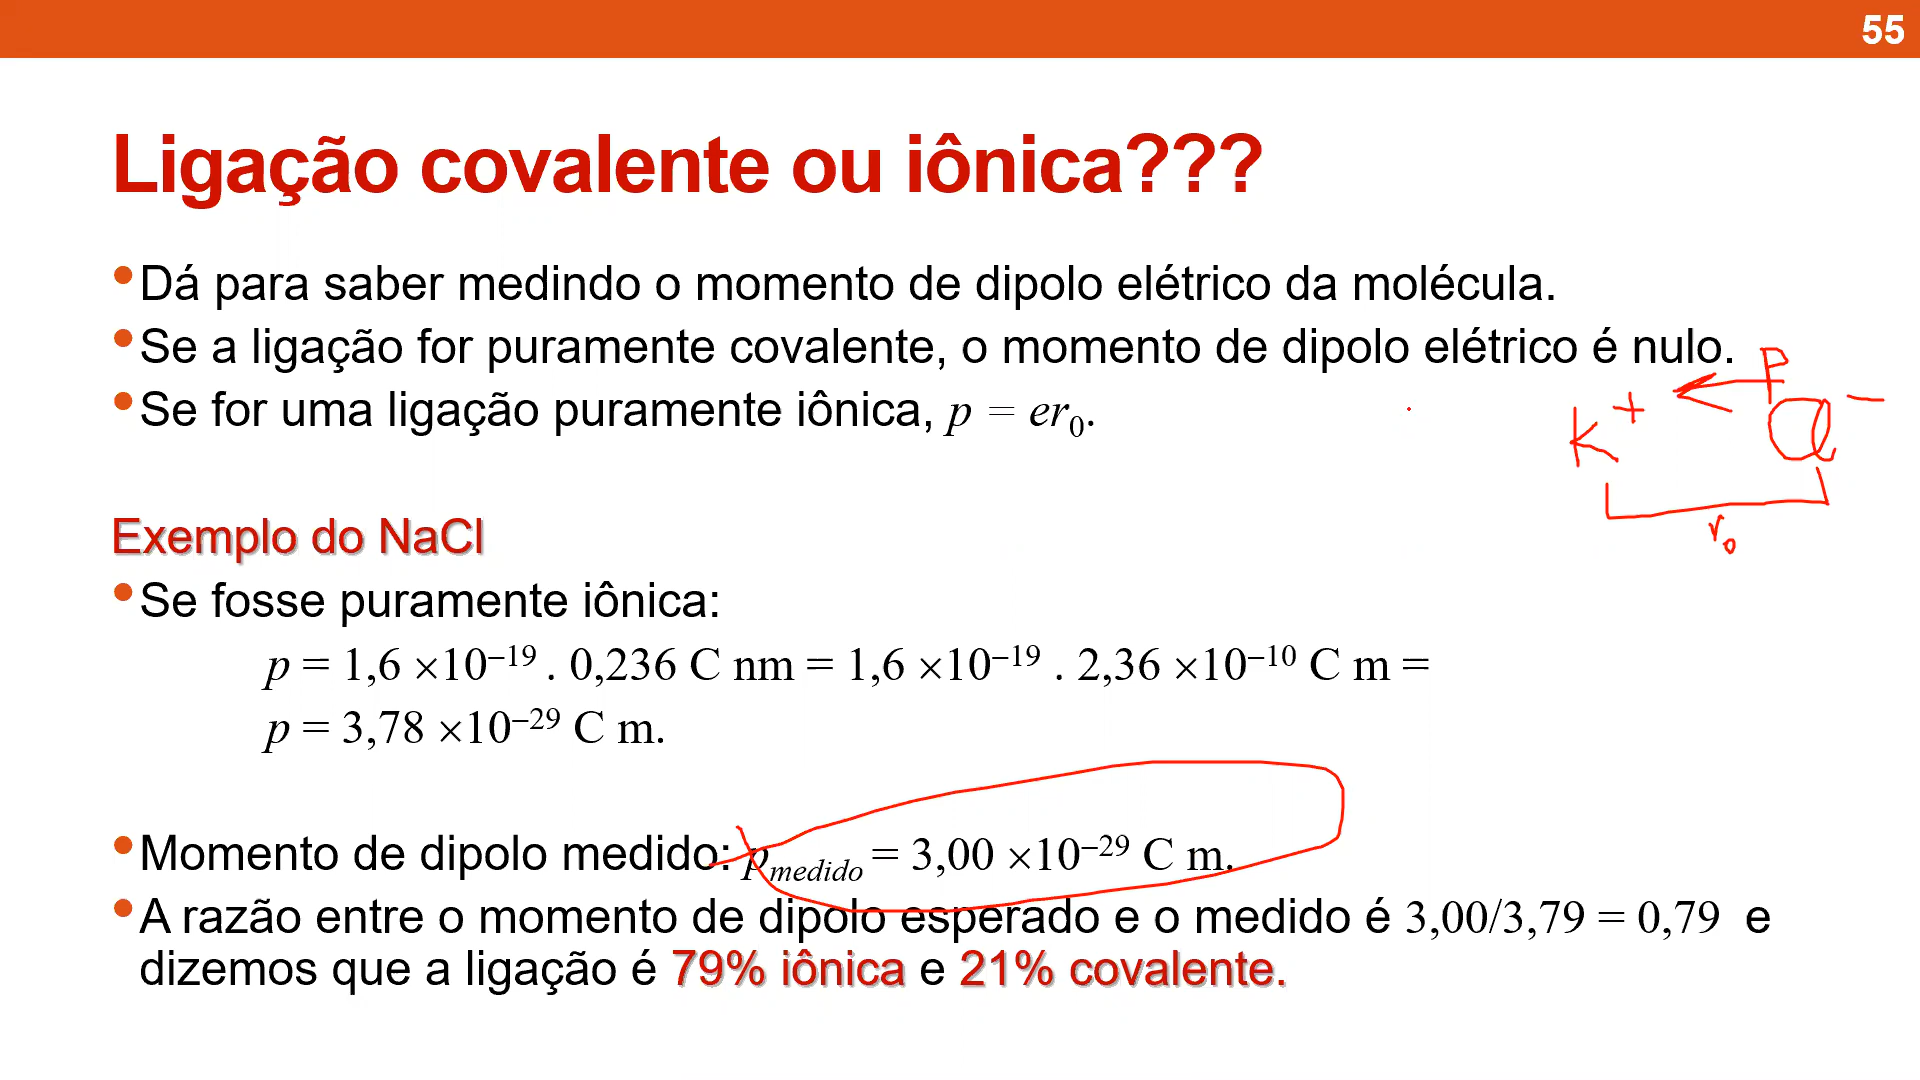 55
Ligação covalente ou iônica???
•Dá para saber medindo o momento de dipolo elétrico da molécula.
•Se a ligação for puramente covalente, o momento de dipolo elétrico é nulo.
•Se for uma ligação puramente iônica, p = er₀.
P
K⁺ Cl⁻
r₀
Exemplo do NaCl
•Se fosse puramente iônica:
p = 1,6 ×10⁻¹⁹ . 0,236 C nm = 1,6 ×10⁻¹⁹ . 2,36 ×10⁻¹⁰ C m =
p = 3,78 ×10⁻²⁹ C m.
•Momento de dipolo medido: pmedido = 3,00 ×10⁻²⁹ C m.
•A razão entre o momento de dipolo esperado e o medido é 3,00/3,79 = 0,79 e
dizemos que a ligação é 79% iônica e 21% covalente.